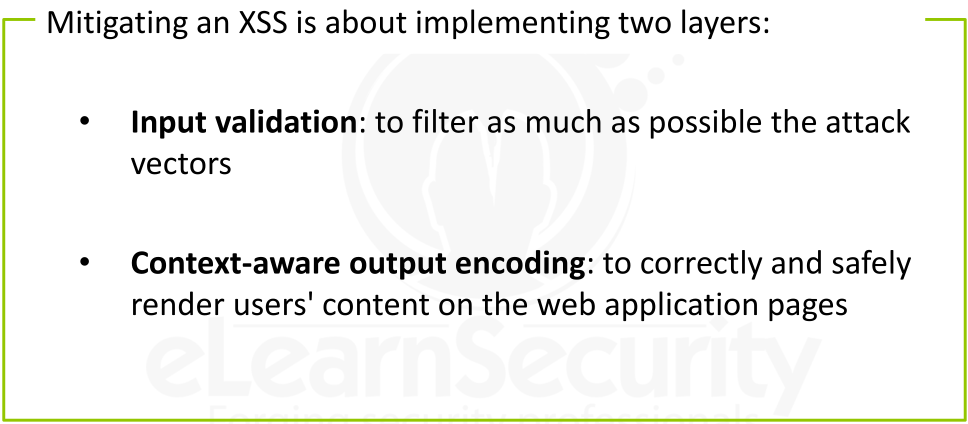 Mitigating an XSS is about implementing two layers:
• Input validation: to filter as much as possible the attack
vectors
• Context-aware output encoding: to correctly and safely
render users' content on the web application pages
eLearnSecurity
Forging security professionals